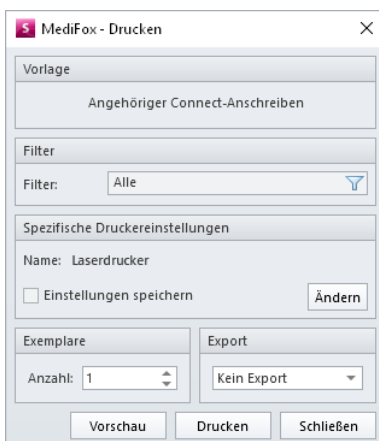 S MediFox - Drucken
Vorlage
Angehöriger Connect-Anschreiben
Filter
Filter: Alle
Spezifische Druckereinstellungen
Name: Laserdrucker
Einstellungen speichern Ändern
Exemplare Export
Anzahl: 1 Kein Export
Vorschau Drucken Schließen